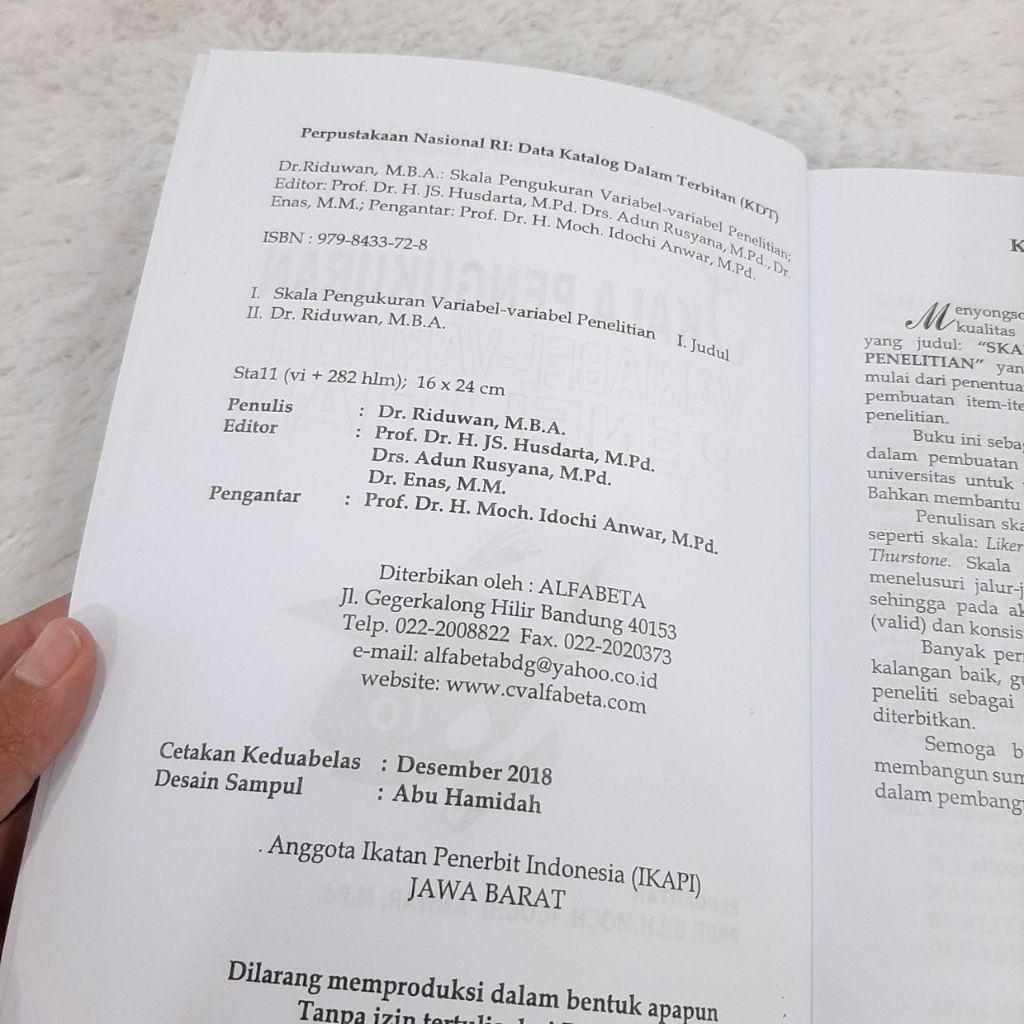 Perpustakaan Nasional RI: Data Katalog Dalam Terbitan (KDT)
Dr.Riduwan, M.B.A.: Skala Pengukuran Variabel-variabel Penelitian;
Editor: Prof. Dr. H. JS. Husdarta, M.Pd. Drs. Adun Rusyana, M.Pd., Dr.
Enas, M.M.; Pengantar: Prof. Dr. H. Moch. Idochi Anwar, M.Pd.
ISBN : 979-8433-72-8
I. Skala Pengukuran Variabel-variabel Penelitian I. Judul
II. Dr. Riduwan, M.B.A.
Sta11 (vi + 282 hlm); 16 x 24 cm
Penulis : Dr. Riduwan, M.B.A.
Editor : Prof. Dr. H. JS. Husdarta, M.Pd.
Drs. Adun Rusyana, M.Pd.
Dr. Enas, M.M.
Pengantar : Prof. Dr. H. Moch. Idochi Anwar, M.Pd.
Diterbikan oleh : ALFABETA
Jl. Gegerkalong Hilir Bandung 40153
Telp. 022-2008822 Fax. 022-2020373
e-mail: alfabetabdg@yahoo.co.id
website: www.cvalfabeta.com
Cetakan Keduabelas : Desember 2018
Desain Sampul : Abu Hamidah
. Anggota Ikatan Penerbit Indonesia (IKAPI)
JAWA BARAT
Dilarang memproduksi dalam bentuk apapun
Tanpa izin
K
Menyongso
kualitas
yang judul: "SKA
PENELITIAN" yan
mulai dari penentua
pembuatan item-ite
penelitian.
Buku ini seba
dalam pembuatan
universitas untuk
Bahkan membantu
Penulisan ska
seperti skala: Liker
Thurstone. Skala
menelusuri jalur-j
sehingga pada ak
(valid) dan konsis
Banyak per
kalangan baik, gu
peneliti sebagai
diterbitkan.
Semoga b
membangun sum
dalam pembang